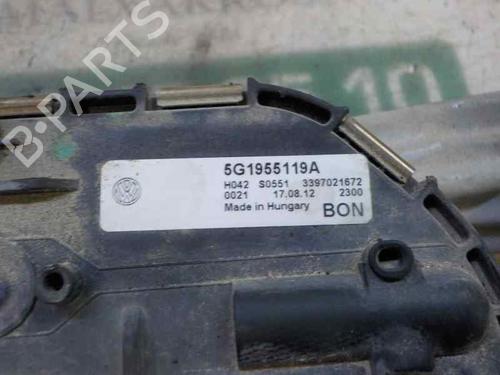 B-PARTS
5G1955119A
H042 S0551 3397021672
0021 17.08.12 2300
Made in Hungary BON